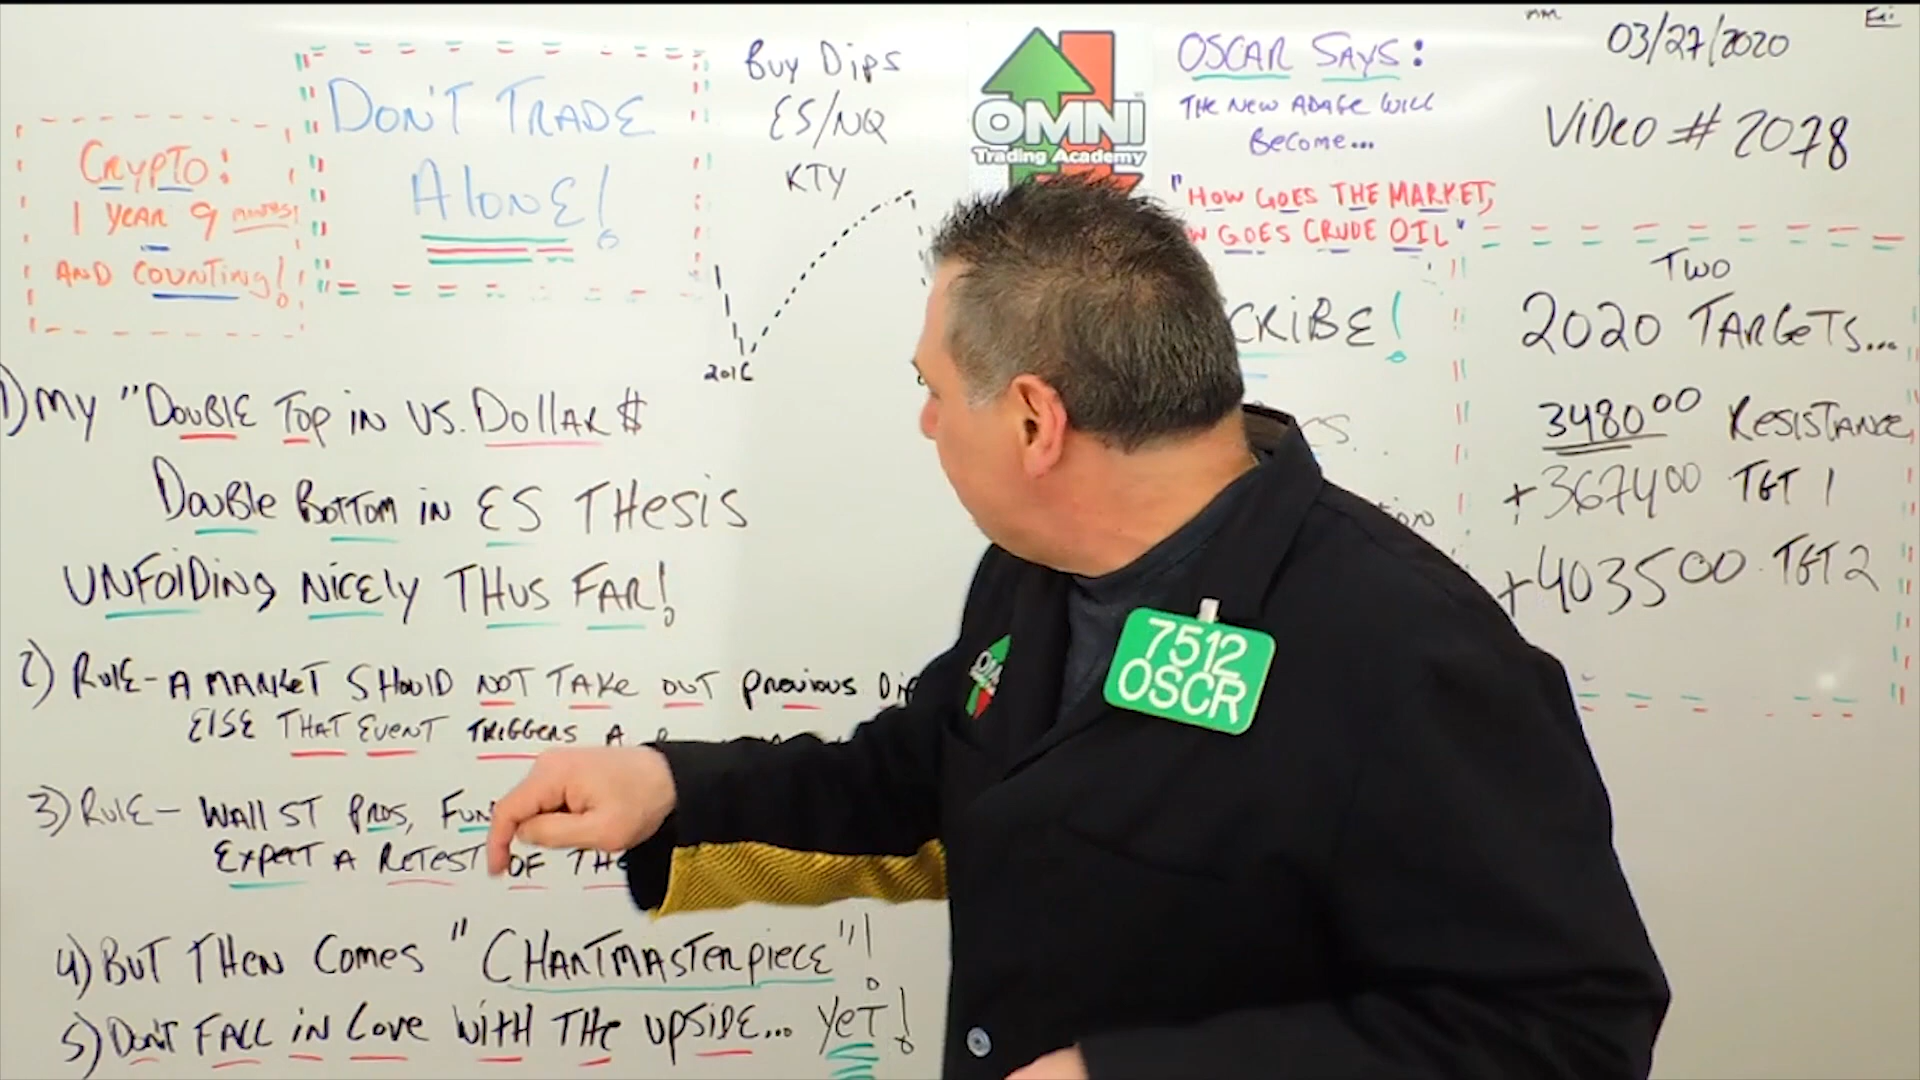 03/27/2020
VIDEO # 2078
CRYPTO:
1 YEAR 9
AND COUNTING!
DON'T TRADE
ALONE!
BUY DIPS
ES/NQ
KTY
2016
OMNI
Trading Academy
OSCAR SAYS:
THE NEW ADAGE WILL
BECOME...
"HOW GOES THE MARKET,
GOES CRUDE OIL"
CRIBE!
TWO
2020 TARGETS...
3480.00 RESISTANCE
+3674.00 TGT 1
+4035.00 TGT 2
1) MY "DOUBLE TOP IN US. DOLLAR $
DOUBLE BOTTOM IN ES THESIS
UNFOLDING NICELY THUS FAR!
2) RULE - A MARKET SHOULD NOT TAKE OUT PREVIOUS
ELSE THAT EVENT TRIGGERS A
3) RULE - WALL ST PROS, FUN
EXPECT A RETEST OF THE
4) BUT THEN COMES "CHARTMASTERPIECE"!
5) DON'T FALL IN LOVE WITH THE UPSIDE... YET!
7512
OSCR